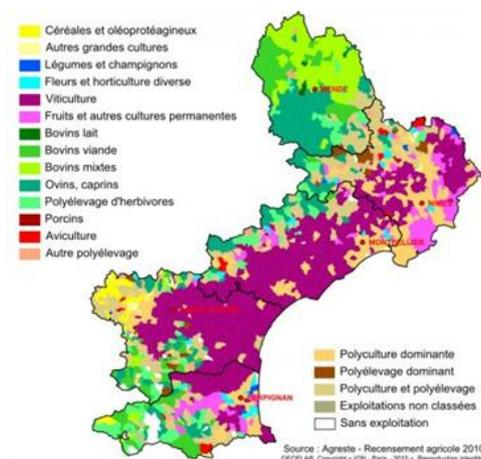 Céréales et oléoprotéagineux
Autres grandes cultures
Légumes et champignons
Fleurs et horticulture diverse
Viticulture
Fruits et autres cultures permanentes
Bovins lait
Bovins viande
Bovins mixtes
Ovins, caprins
Polyélevage d'herbivores
Porcins
Aviculture
Autre polyélevage
MENDE
NIMES
MONTPELLIER
PERPIGNAN
Polyculture dominante
Polyélevage dominant
Polyculture et polyélevage
Exploitations non classées
Sans exploitation
Source : Agreste - Recensement agricole 2010